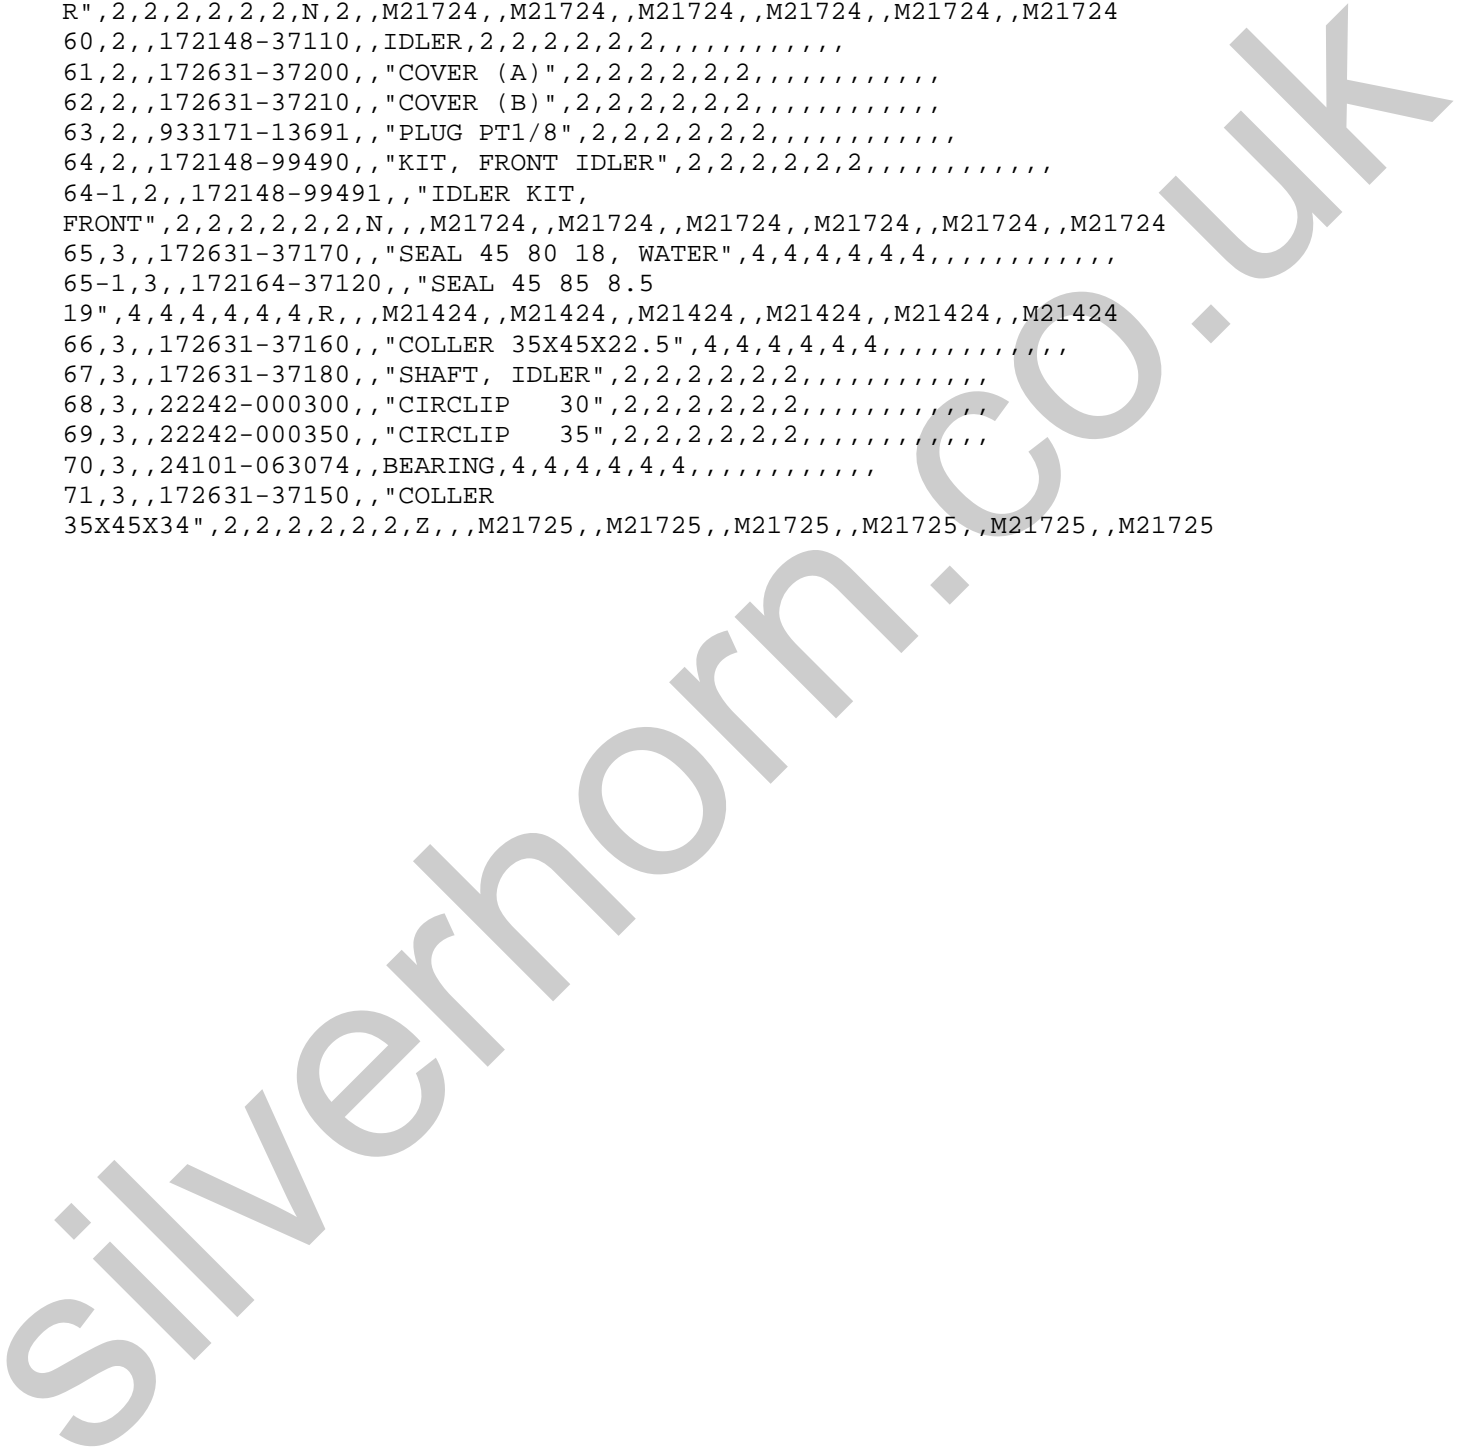 R",2,2,2,2,2,2,N,2,,M21724,,M21724,,M21724,,M21724,,M21724,,M21724
60,2,,172148-37110,,IDLER,2,2,2,2,2,2,,,,,,,,,,,,
61,2,,172631-37200,,"COVER (A)",2,2,2,2,2,2,,,,,,,,,,,,
62,2,,172631-37210,,"COVER (B)",2,2,2,2,2,2,,,,,,,,,,,,
63,2,,933171-13691,,"PLUG PT1/8",2,2,2,2,2,2,,,,,,,,,,,,
64,2,,172148-99490,,"KIT, FRONT IDLER",2,2,2,2,2,2,,,,,,,,,,,,
64-1,2,,172148-99491,,"IDLER KIT,
FRONT",2,2,2,2,2,2,N,,,M21724,,M21724,,M21724,,M21724,,M21724,,M21724
65,3,,172631-37170,,"SEAL 45 80 18, WATER",4,4,4,4,4,4,,,,,,,,,,,,
65-1,3,,172164-37120,,"SEAL 45 85 8.5
19",4,4,4,4,4,4,R,,,M21424,,M21424,,M21424,,M21424,,M21424,,M21424
66,3,,172631-37160,,"COLLER 35X45X22.5",4,4,4,4,4,4,,,,,,,,,,,,
67,3,,172631-37180,,"SHAFT, IDLER",2,2,2,2,2,2,,,,,,,,,,,,
68,3,,22242-000300,,"CIRCLIP   30",2,2,2,2,2,2,,,,,,,,,,,,
69,3,,22242-000350,,"CIRCLIP   35",2,2,2,2,2,2,,,,,,,,,,,,
70,3,,24101-063074,,BEARING,4,4,4,4,4,4,,,,,,,,,,,,
71,3,,172631-37150,,"COLLER
35X45X34",2,2,2,2,2,2,Z,,,M21725,,M21725,,M21725,,M21725,,M21725,,M21725
silverhorn.co.uk